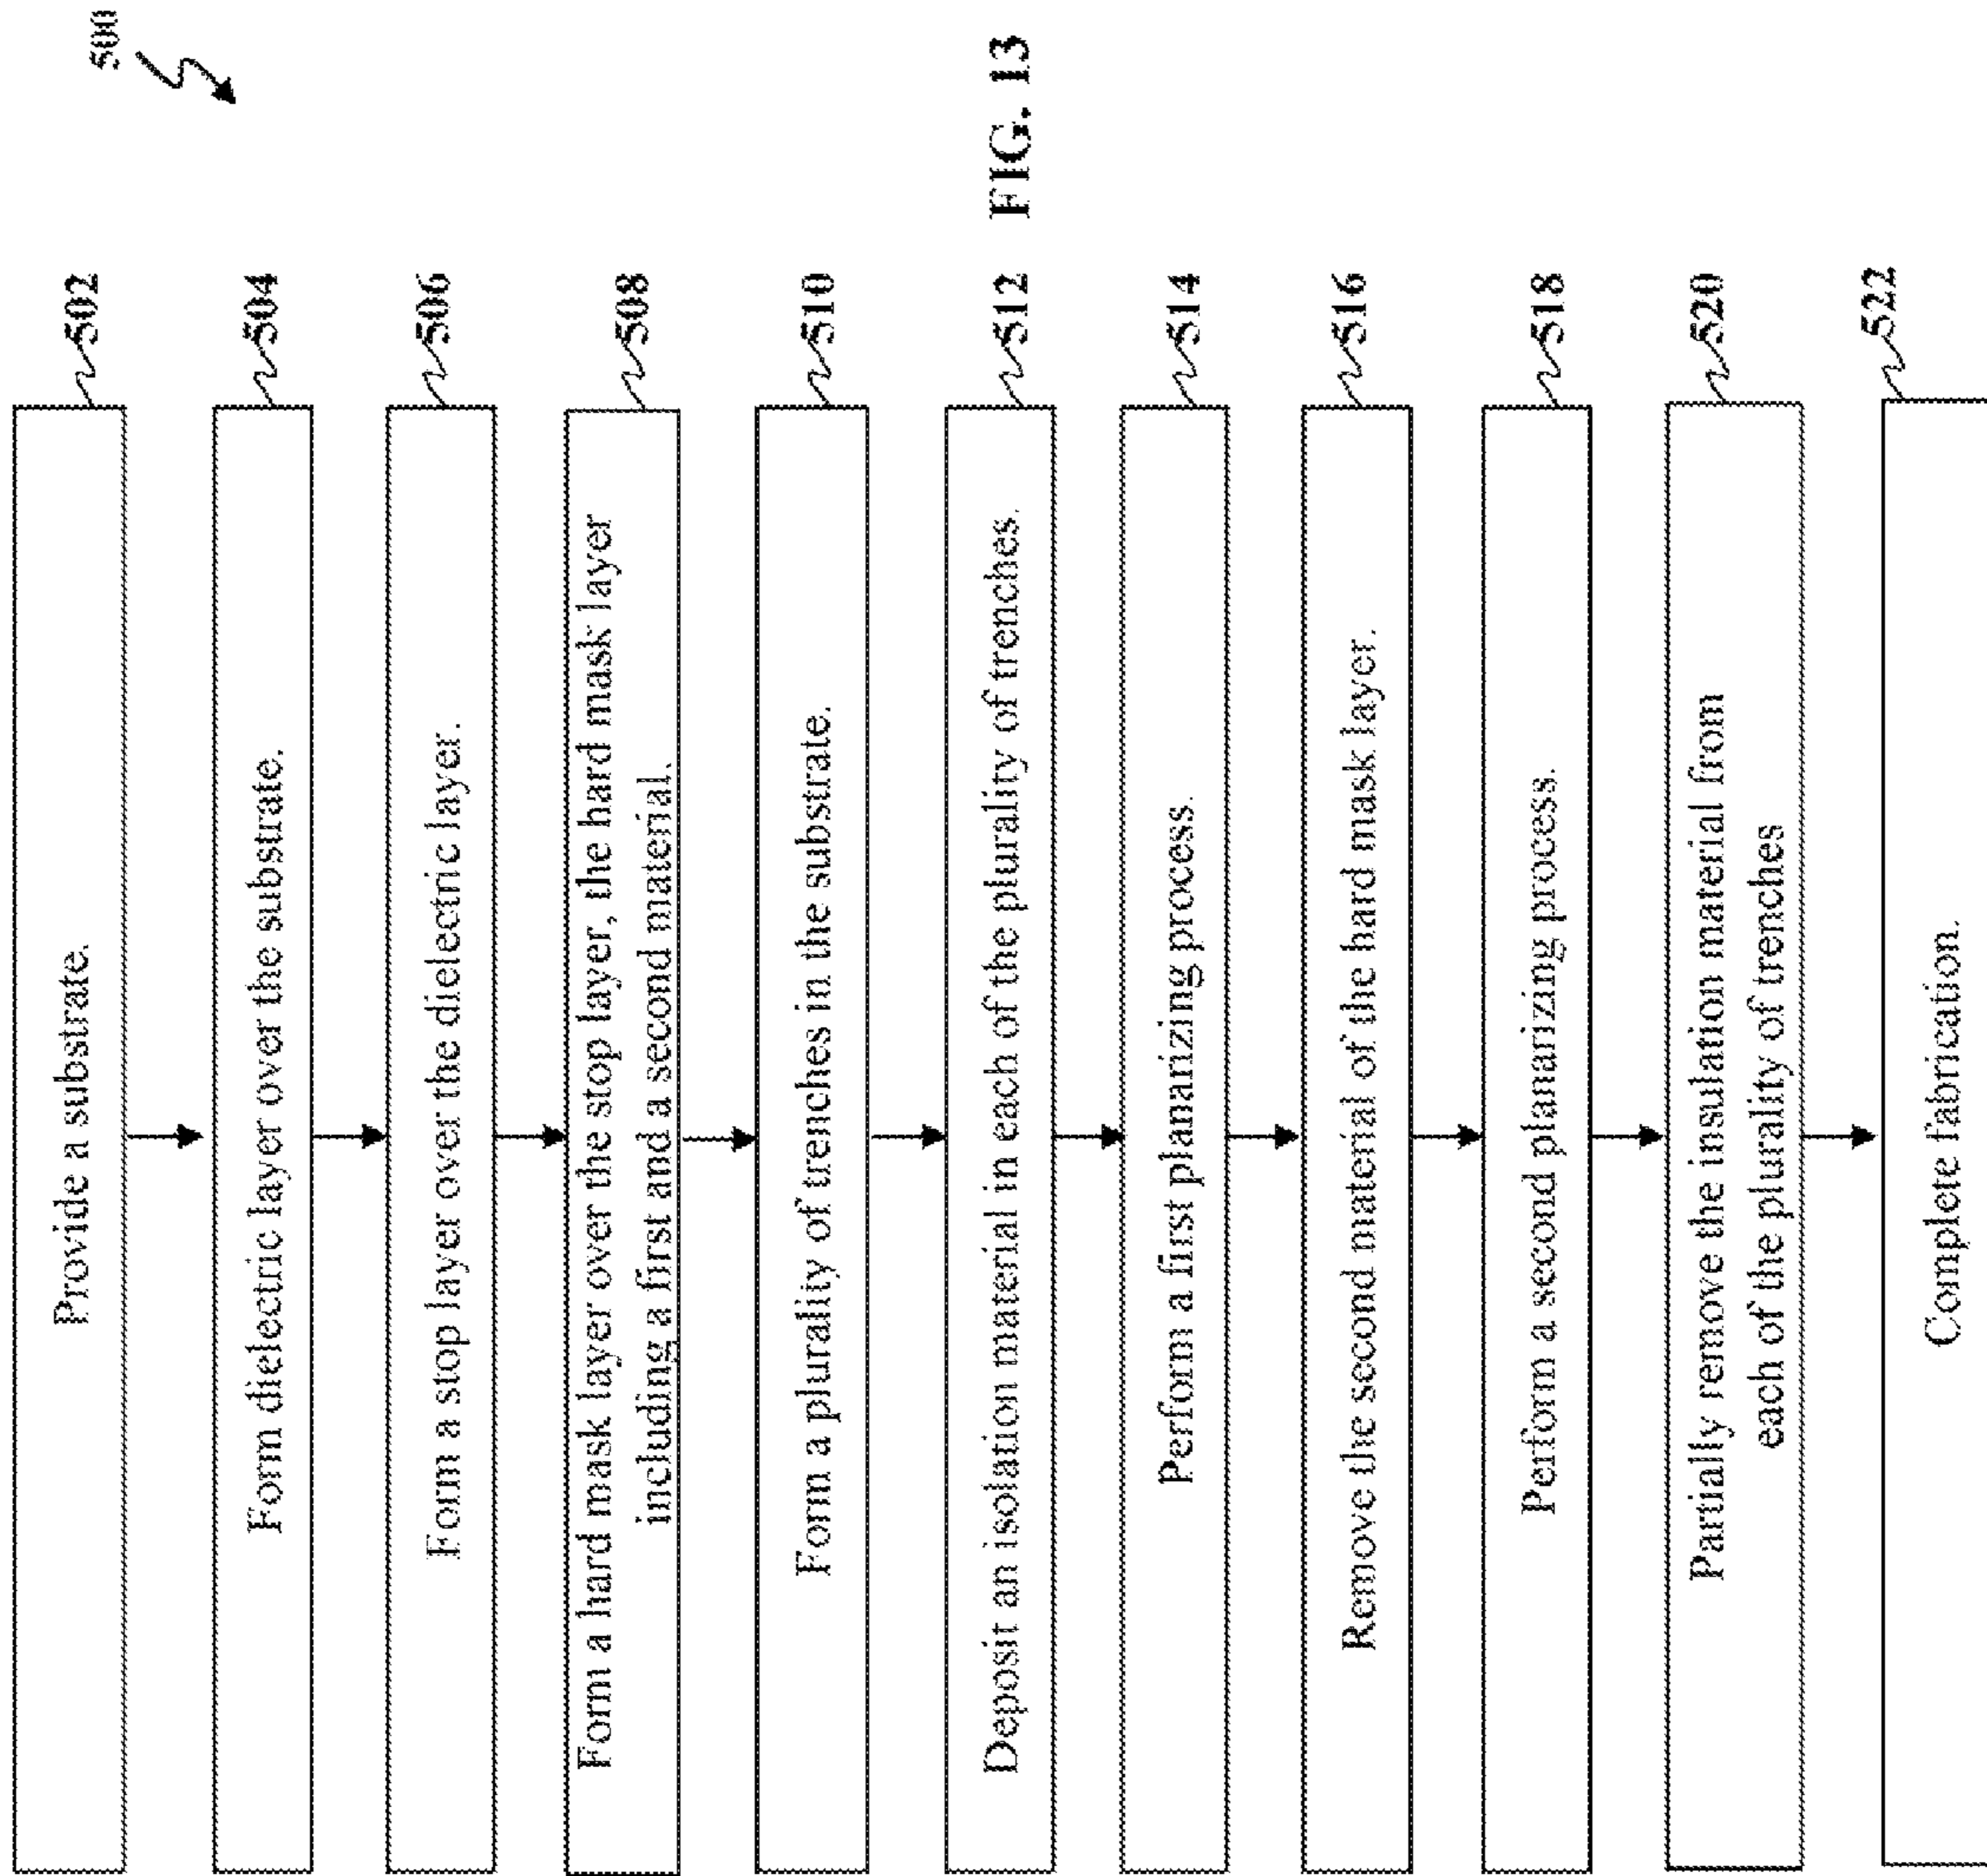 500
Provide a substrate.
502
Form dielectric layer over the substrate.
504
Form a stop layer over the dielectric layer.
506
Form a hard mask layer over the stop layer, the hard mask layer
including a first and a second material.
508
Form a plurality of trenches in the substrate.
510
Deposit an isolation material in each of the plurality of trenches.
512
Perform a first planarizing process.
514
Remove the second material of the hard mask layer.
516
Perform a second planarizing process.
518
Partially remove the insulation material from
each of the plurality of trenches
520
Complete fabrication.
522
FIG. 13